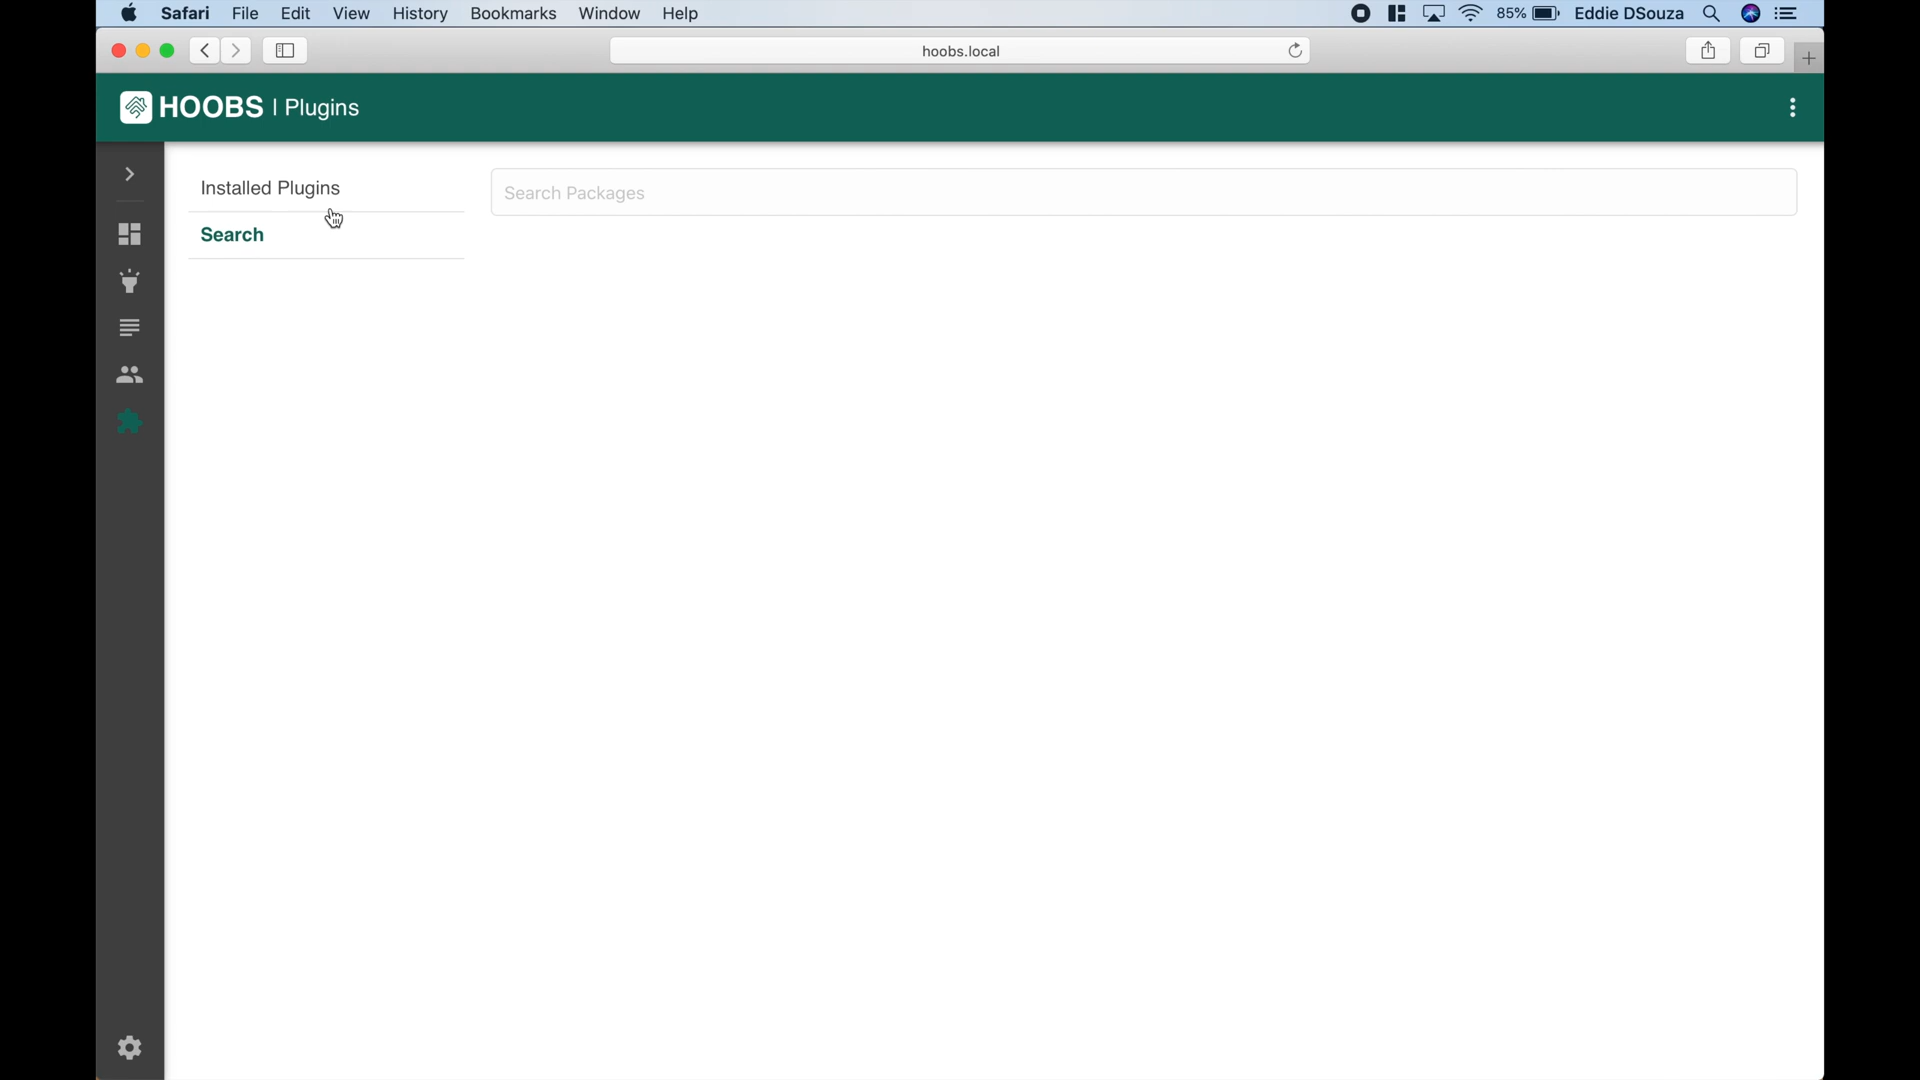 Safari File Edit View History Bookmarks Window Help 85% Eddie DSouza
hoobs.local
HOOBS | Plugins
Installed Plugins
Search Packages
Search